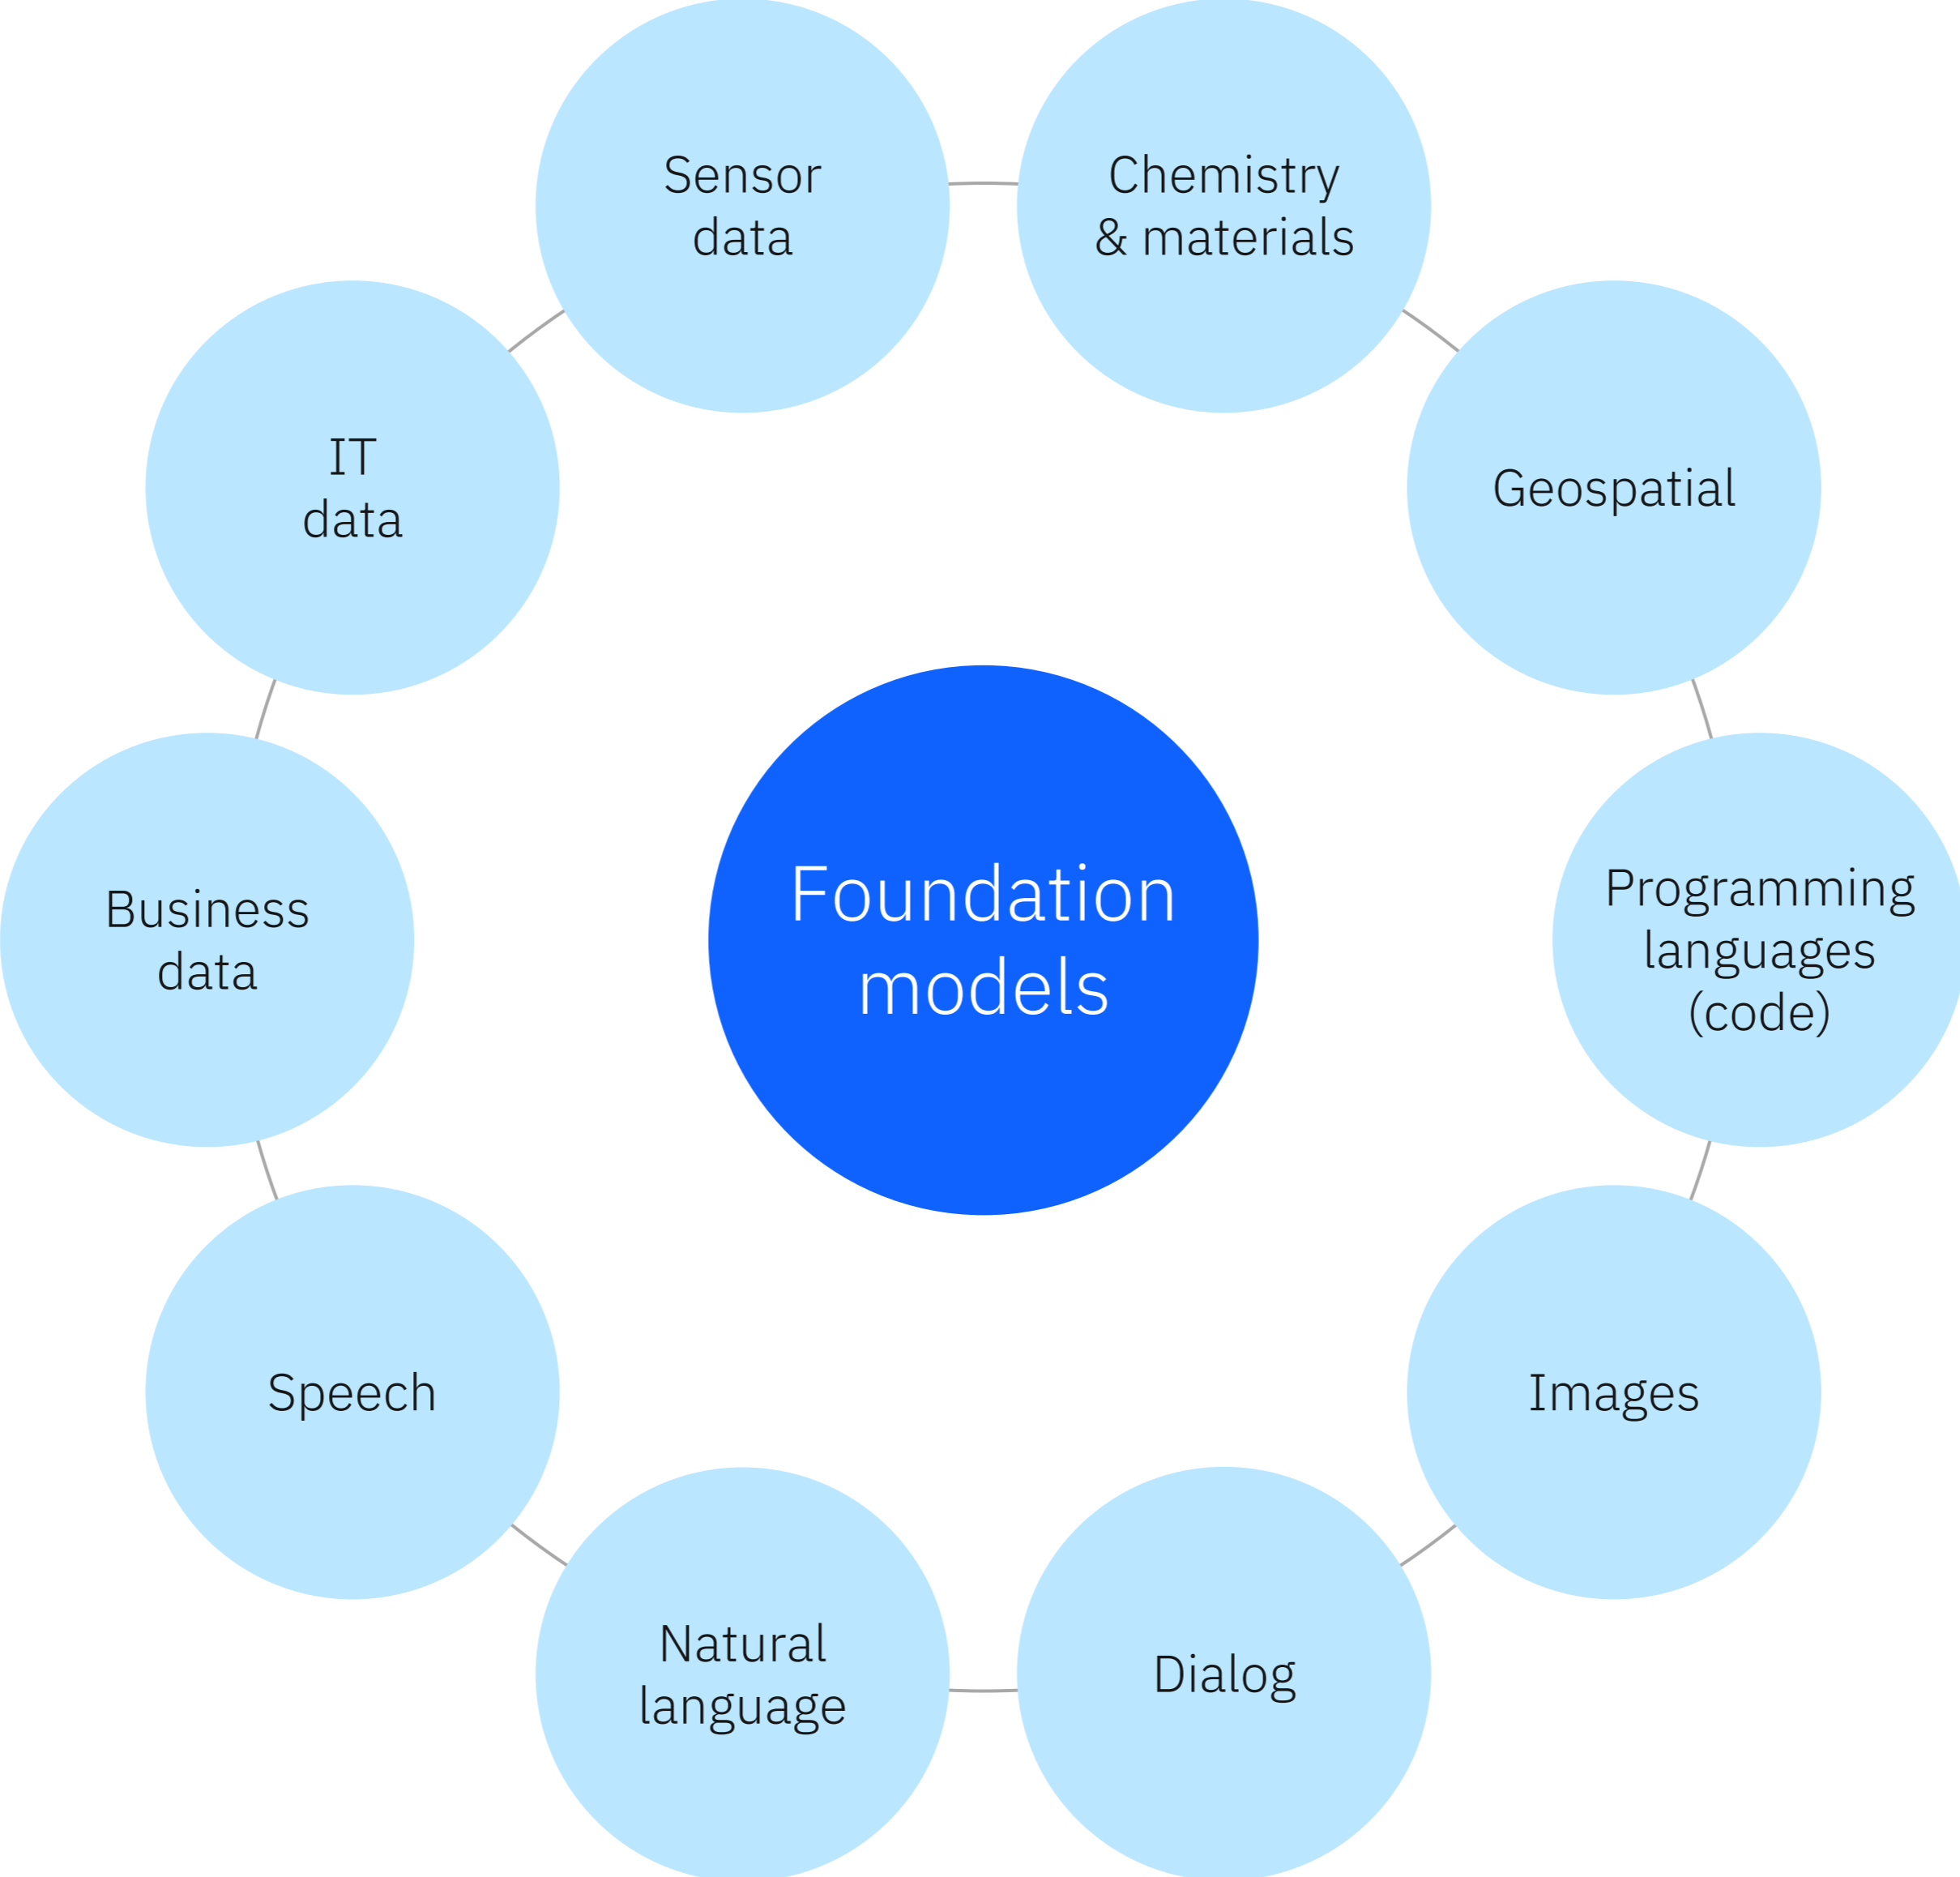 Sensor
data
Chemistry
& materials
IT
data
Geospatial
Foundation
models
Business
data
Programming
languages
(code)
Speech
Images
Natural
language
Dialog